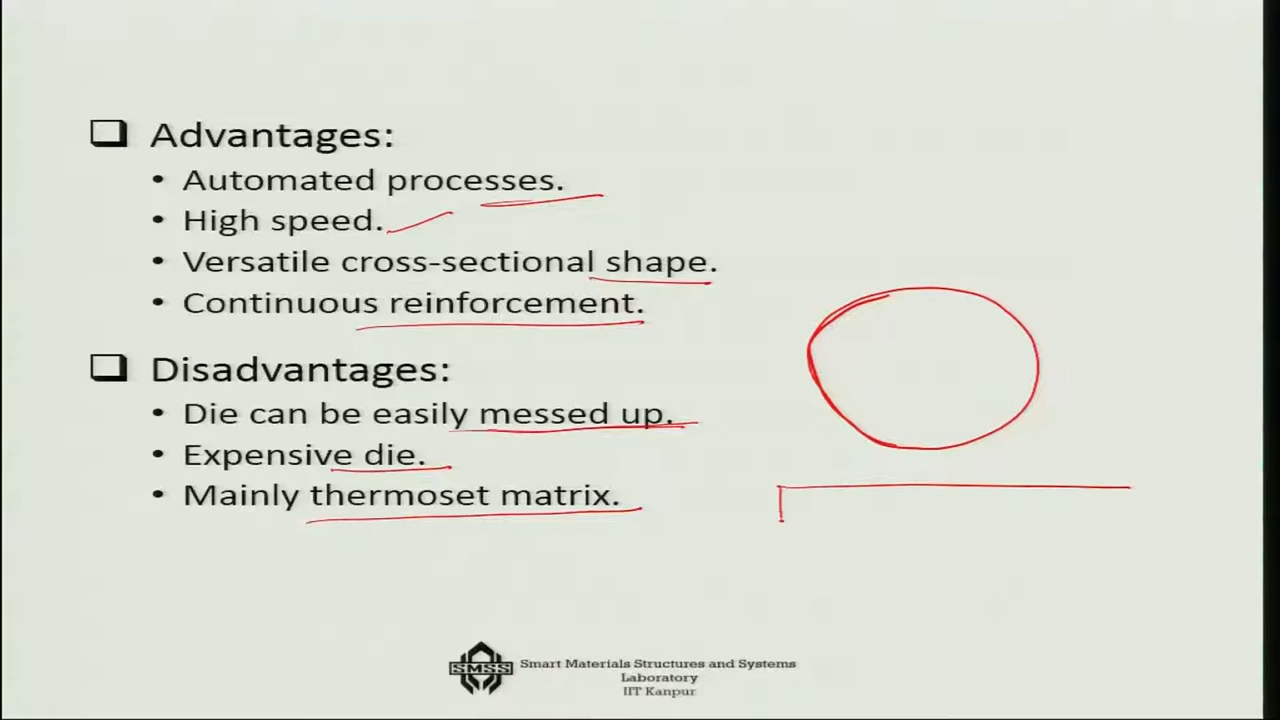 Advantages:
• Automated processes.
• High speed.
• Versatile cross-sectional shape.
• Continuous reinforcement.
Disadvantages:
• Die can be easily messed up.
• Expensive die.
• Mainly thermoset matrix.
SMSS
Smart Materials Structures and Systems
Laboratory
IIT Kanpur